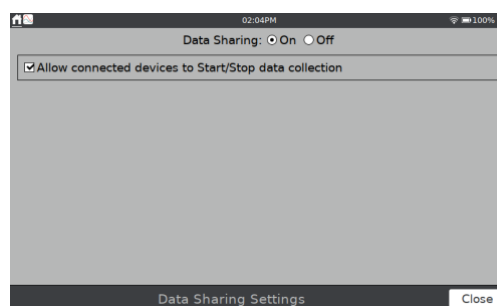 02:04PM 100%
Data Sharing: On Off
Allow connected devices to Start/Stop data collection
Data Sharing Settings Close